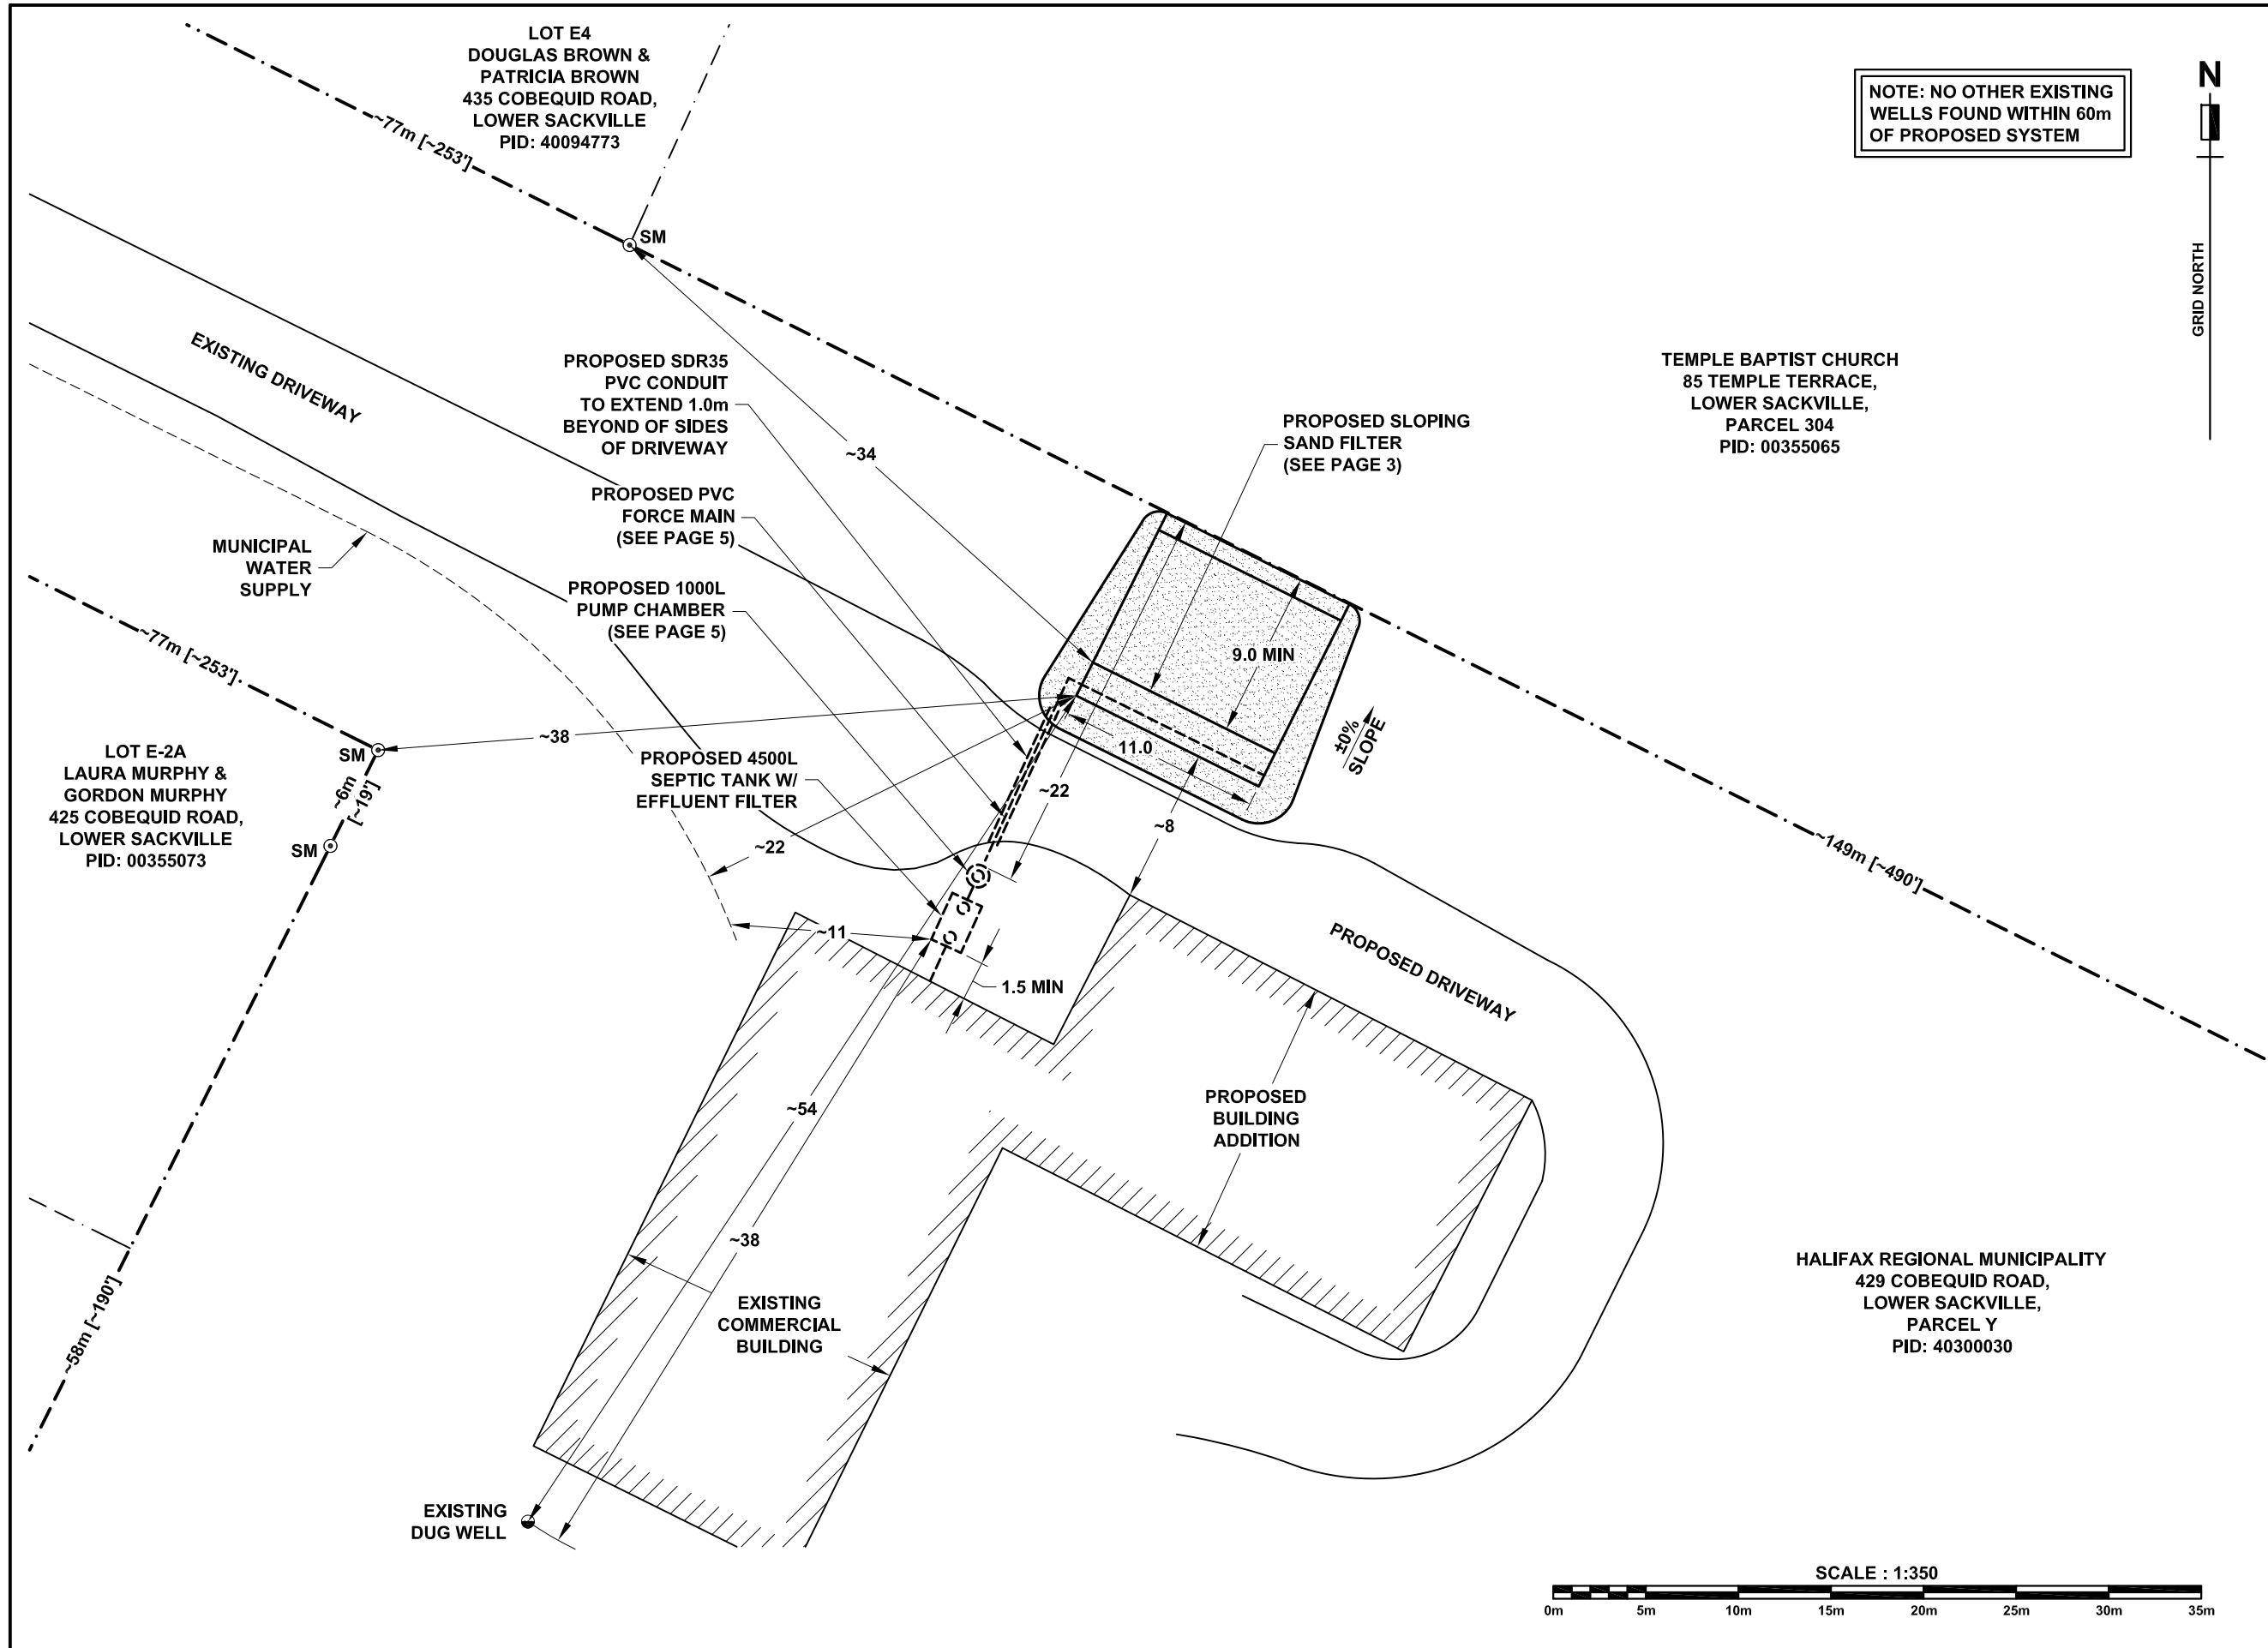 LOT E4
DOUGLAS BROWN &
PATRICIA BROWN
435 COBEQUID ROAD,
LOWER SACKVILLE
PID: 40094773
~77m [~253']
SM
NOTE: NO OTHER EXISTING
WELLS FOUND WITHIN 60m
OF PROPOSED SYSTEM
N
GRID NORTH
EXISTING DRIVEWAY
PROPOSED SDR35
PVC CONDUIT
TO EXTEND 1.0m
BEYOND OF SIDES
OF DRIVEWAY
~34
PROPOSED SLOPING
SAND FILTER
(SEE PAGE 3)
TEMPLE BAPTIST CHURCH
85 TEMPLE TERRACE,
LOWER SACKVILLE,
PARCEL 304
PID: 00355065
PROPOSED PVC
FORCE MAIN
(SEE PAGE 5)
MUNICIPAL
WATER
SUPPLY
PROPOSED 1000L
PUMP CHAMBER
(SEE PAGE 5)
~77m [~253']
9.0 MIN
~38
11.0
±0%
SLOPE
LOT E-2A
LAURA MURPHY &
GORDON MURPHY
425 COBEQUID ROAD,
LOWER SACKVILLE
PID: 00355073
SM
~6m
[~19']
SM
PROPOSED 4500L
SEPTIC TANK W/
EFFLUENT FILTER
~22
~22
~8
~149m [~490']
~11
1.5 MIN
PROPOSED DRIVEWAY
~54
PROPOSED
BUILDING
ADDITION
~38
~58m [~190']
EXISTING
COMMERCIAL
BUILDING
HALIFAX REGIONAL MUNICIPALITY
429 COBEQUID ROAD,
LOWER SACKVILLE,
PARCEL Y
PID: 40300030
EXISTING
DUG WELL
SCALE : 1:350
0m 5m 10m 15m 20m 25m 30m 35m